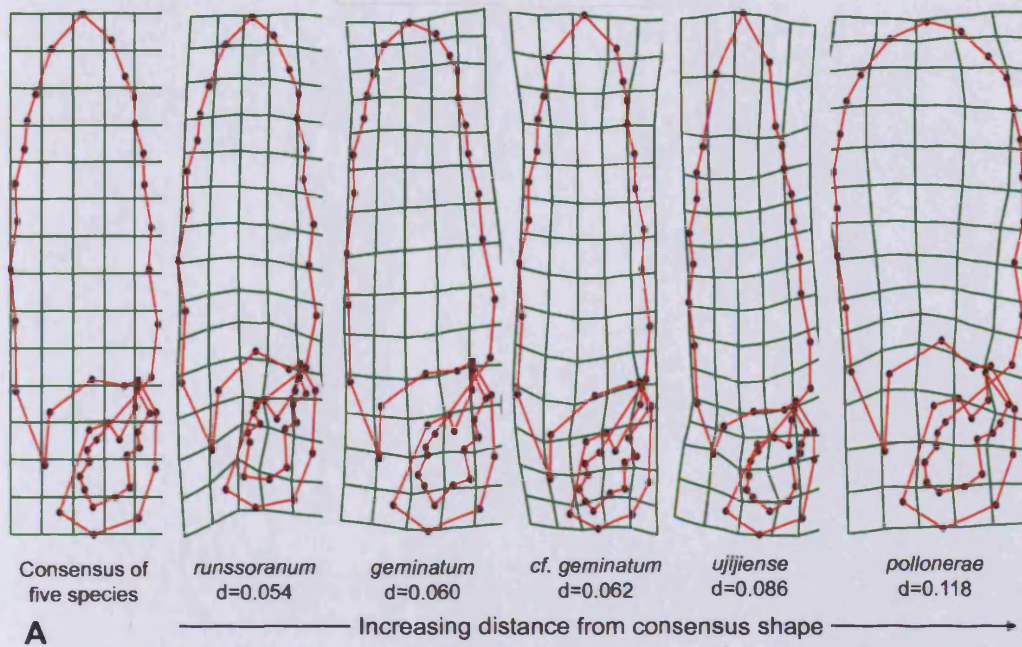 Consensus of
five species
runssoranum
d=0.054
geminatum
d=0.060
cf. geminatum
d=0.062
ujljiense
d=0.086
pollonerae
d=0.118
A
Increasing distance from consensus shape